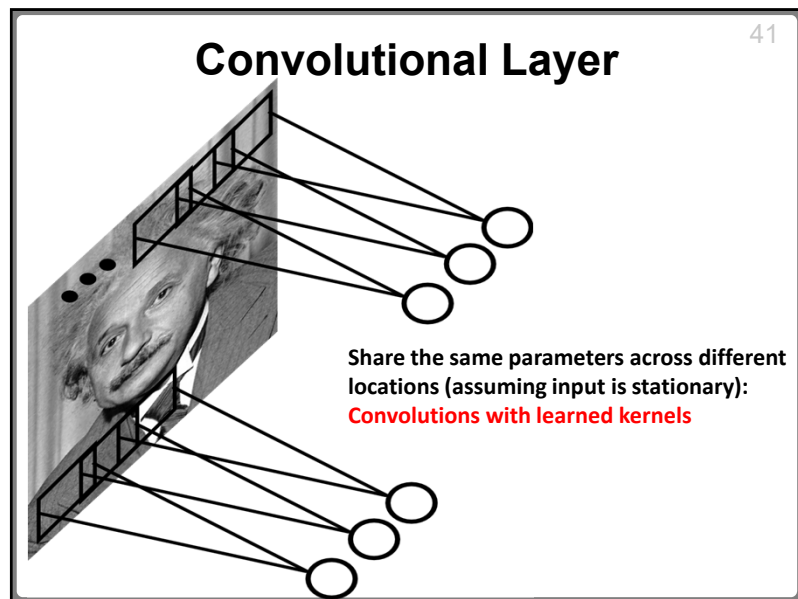 41
Convolutional Layer
Share the same parameters across different
locations (assuming input is stationary):
Convolutions with learned kernels